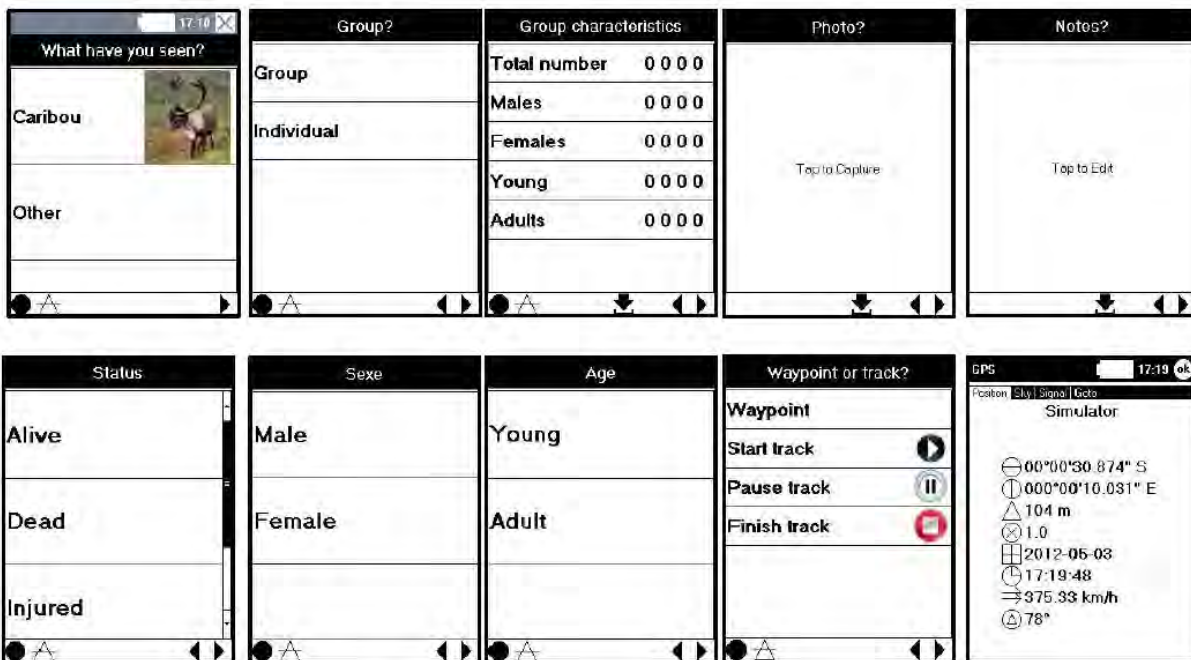 17:10
What have you seen?
Caribou
Other
Group?
Group
Individual
Group characteristics
Total number 0000
Males 0000
Females 0000
Young 0000
Adults 0000
Photo?
Tap to Capture
Notes?
Tap to Edit
Status
Alive
Dead
Injured
Sexe
Male
Female
Age
Young
Adult
Waypoint or track?
Waypoint
Start track
Pause track
Finish track
GPS 17:19 ok
Position Sky Signal Goto
Simulator
00°00'30.874" S
000°00'10.031" E
104 m
1.0
2012-05-03
17:19:48
375.33 km/h
78°